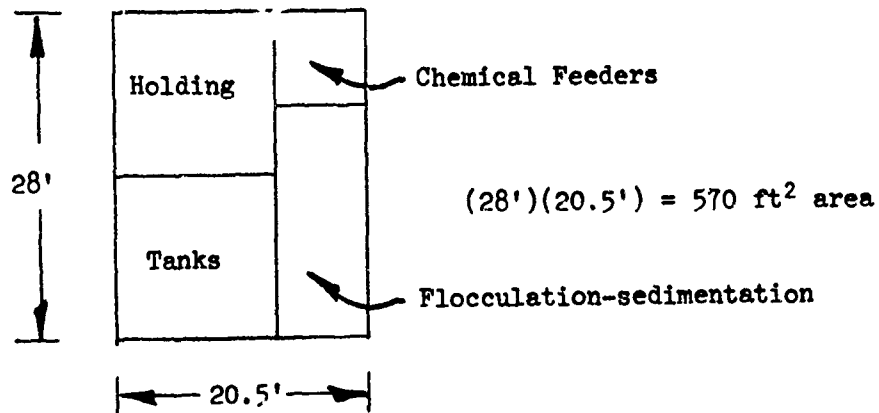 Holding
Chemical Feeders
28'
(28')(20.5') = 570 ft² area
Tanks
Flocculation-sedimentation
20.5'